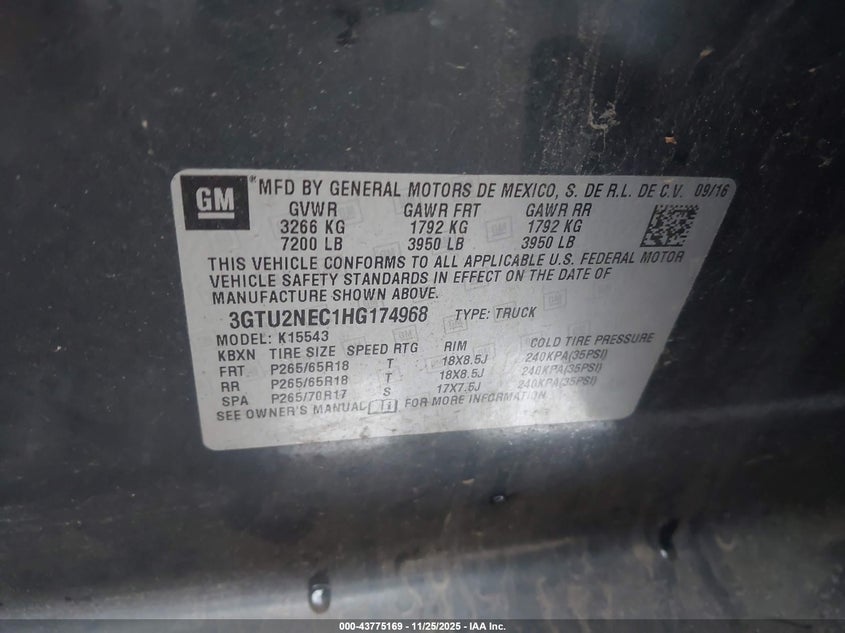 GM ® MFD BY GENERAL MOTORS DE MEXICO, S. DE R.L. DE C.V. 09/16
GVWR GAWR FRT GAWR RR
3266 KG 1792 KG 1792 KG
7200 LB 3950 LB 3950 LB
THIS VEHICLE CONFORMS TO ALL APPLICABLE U.S. FEDERAL MOTOR
VEHICLE SAFETY STANDARDS IN EFFECT ON THE DATE OF
MANUFACTURE SHOWN ABOVE.
3GTU2NEC1HG174968 TYPE: TRUCK
MODEL: K15543
KBXN TIRE SIZE SPEED RTG RIM COLD TIRE PRESSURE
FRT P265/65R18 T 18X8.5J 240KPA(35PSI)
RR P265/65R18 T 18X8.5J 240KPA(35PSI)
SPA P265/70R17 S 17X7.5J 240KPA(35PSI)
SEE OWNER'S MANUAL i FOR MORE INFORMATION
000-43775169 - 11/25/2025 - IAA Inc.